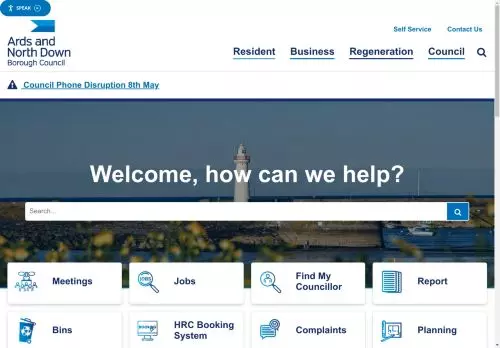 SPEAK
Self Service
Contact Us
Ards and
North Down
Borough Council
Resident
Business
Regeneration
Council
Council Phone Disruption 8th May
Welcome, how can we help?
Search...
Meetings
JOBS
Jobs
Find My
Councillor
Report
Bins
HRC Booking
System
Complaints
Planning